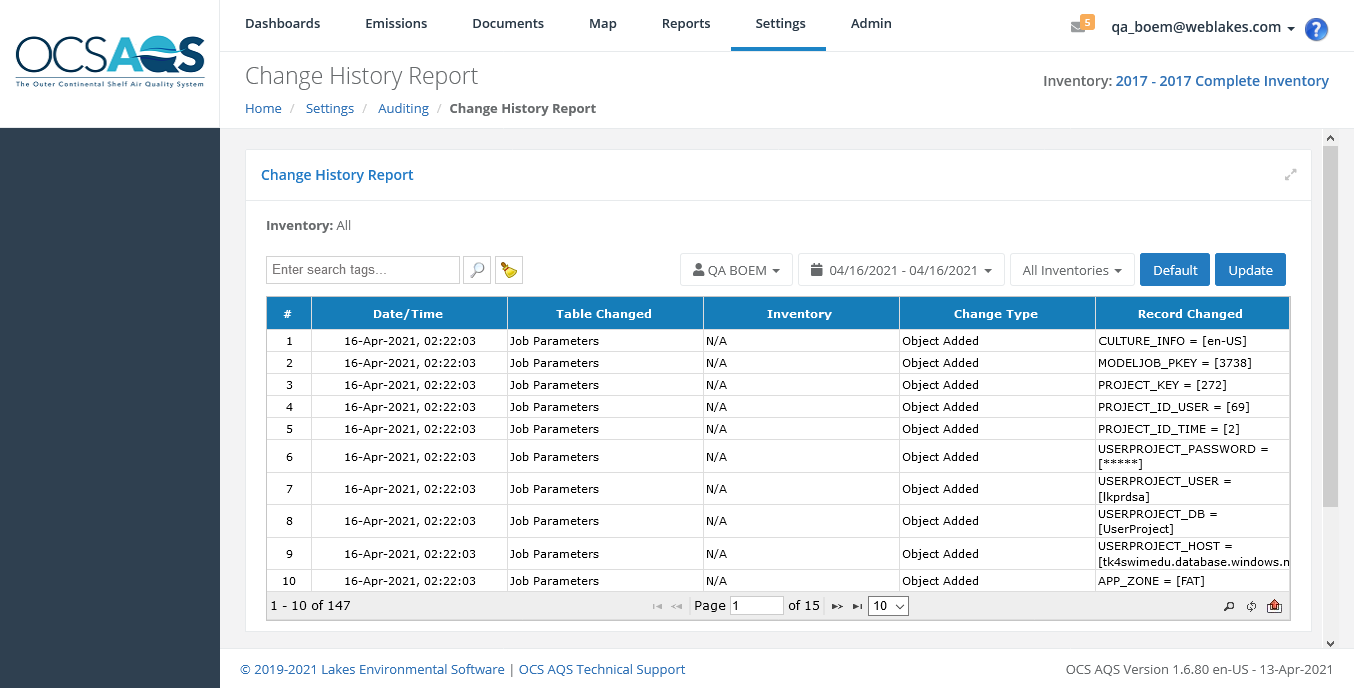 OCSAQS
The Outer Continental Shelf Air Quality System
Dashboards Emissions Documents Map Reports Settings Admin
5 qa_boem@weblakes.com ?
Change History Report
Inventory: 2017 - 2017 Complete Inventory
Home / Settings / Auditing / Change History Report
Change History Report
Inventory: All
Enter search tags... QA BOEM 04/16/2021 - 04/16/2021 All Inventories Default Update
# Date/Time Table Changed Inventory Change Type Record Changed
1 16-Apr-2021, 02:22:03 Job Parameters N/A Object Added CULTURE_INFO = [en-US]
2 16-Apr-2021, 02:22:03 Job Parameters N/A Object Added MODELJOB_PKEY = [3738]
3 16-Apr-2021, 02:22:03 Job Parameters N/A Object Added PROJECT_KEY = [272]
4 16-Apr-2021, 02:22:03 Job Parameters N/A Object Added PROJECT_ID_USER = [69]
5 16-Apr-2021, 02:22:03 Job Parameters N/A Object Added PROJECT_ID_TIME = [2]
6 16-Apr-2021, 02:22:03 Job Parameters N/A Object Added USERPROJECT_PASSWORD =
[*****]
7 16-Apr-2021, 02:22:03 Job Parameters N/A Object Added USERPROJECT_USER =
[lkprdsa]
8 16-Apr-2021, 02:22:03 Job Parameters N/A Object Added USERPROJECT_DB =
[UserProject]
9 16-Apr-2021, 02:22:03 Job Parameters N/A Object Added USERPROJECT_HOST =
[tk4swimedu.database.windows.n
10 16-Apr-2021, 02:22:03 Job Parameters N/A Object Added APP_ZONE = [FAT]
1 - 10 of 147 Page 1 of 15 10
© 2019-2021 Lakes Environmental Software | OCS AQS Technical Support
OCS AQS Version 1.6.80 en-US - 13-Apr-2021